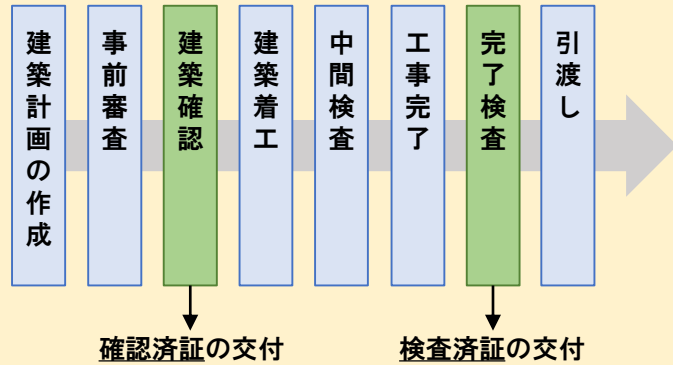 建築計画の作成
事前審査
建築確認
建築着工
中間検査
工事完了
完了検査
引渡し
確認済証の交付
検査済証の交付